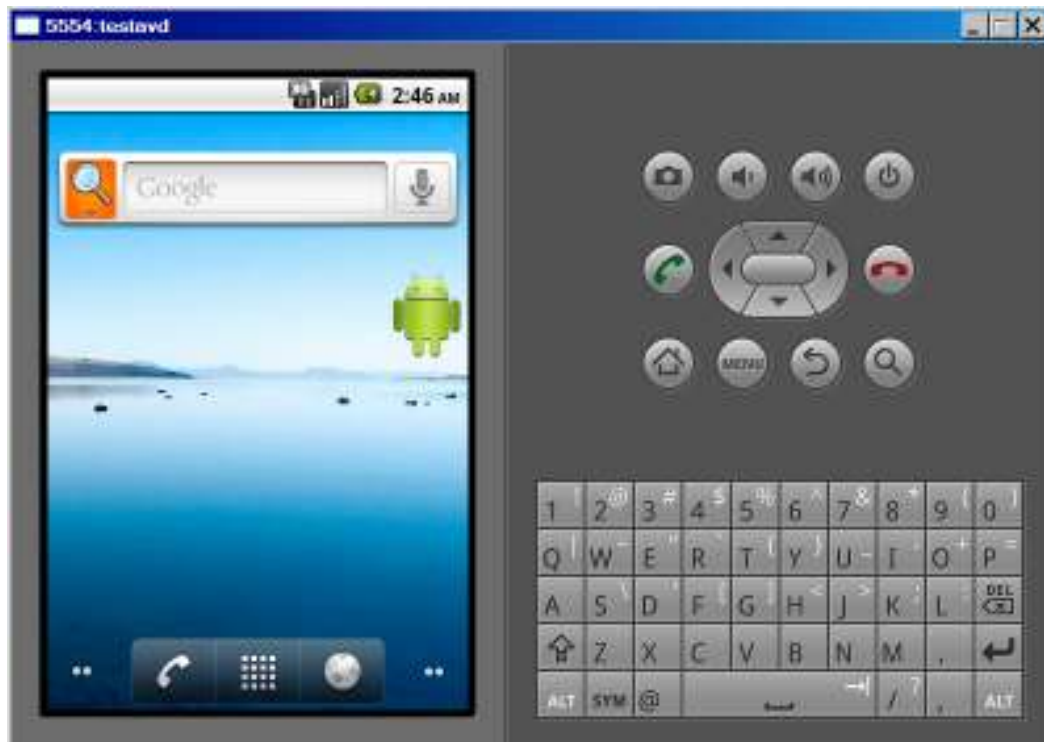 5554:testavd
2:46 AM
Google
MENU
1 ! 2 @ 3 # 4 $ 5 % 6 ^ 7 & 8 * 9 ( 0 )
Q | W ~ E " R ` T { Y } U _ I - O + P =
A S \ D ' F [ G ] H < J > K ; L : DEL
Z X C V B N M .
ALT SYM @ / ? , ALT